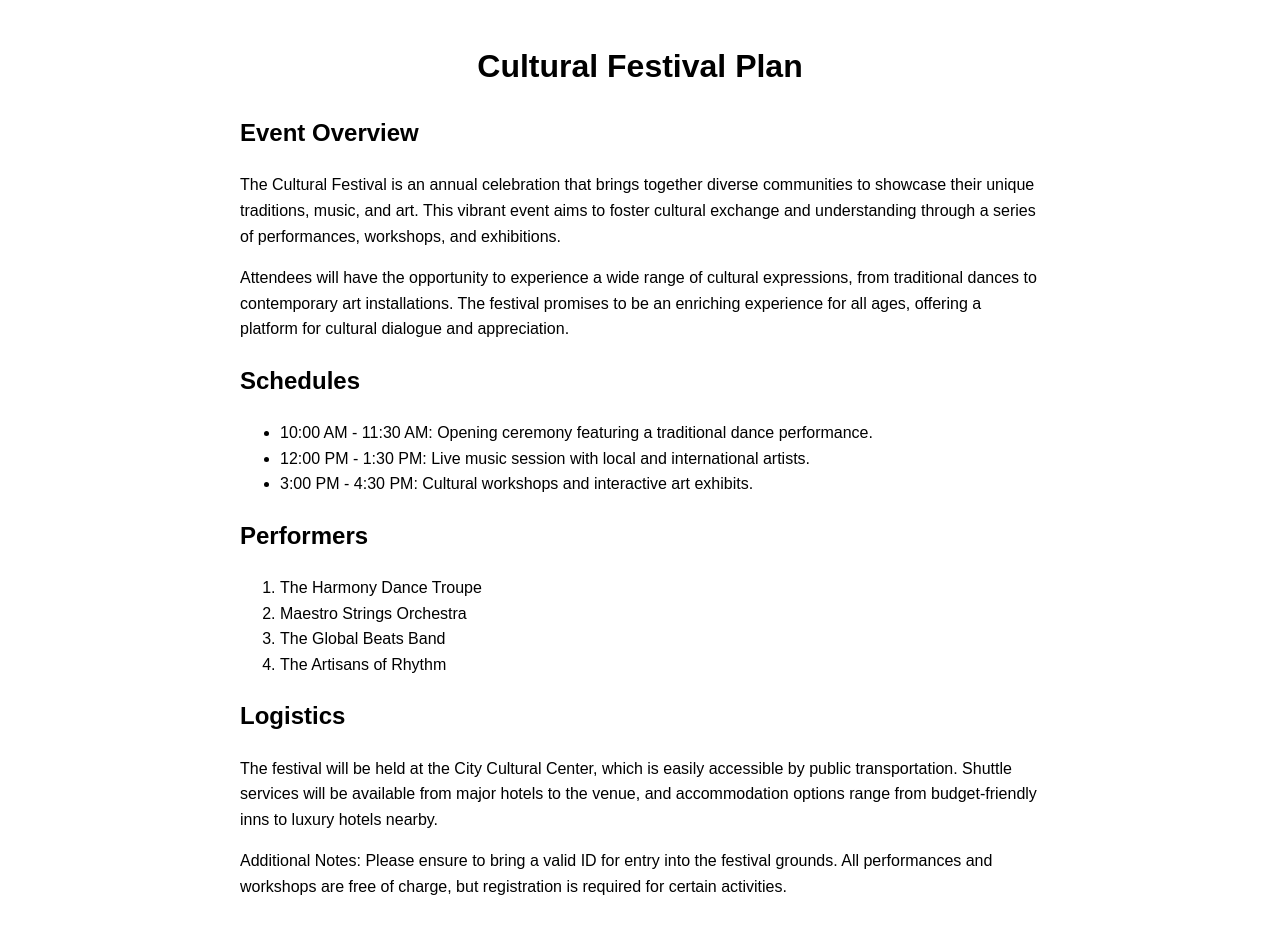 Cultural Festival Plan
Event Overview
The Cultural Festival is an annual celebration that brings together diverse communities to showcase their unique
traditions, music, and art. This vibrant event aims to foster cultural exchange and understanding through a series
of performances, workshops, and exhibitions.
Attendees will have the opportunity to experience a wide range of cultural expressions, from traditional dances to
contemporary art installations. The festival promises to be an enriching experience for all ages, offering a
platform for cultural dialogue and appreciation.
Schedules
• 10:00 AM - 11:30 AM: Opening ceremony featuring a traditional dance performance.
• 12:00 PM - 1:30 PM: Live music session with local and international artists.
• 3:00 PM - 4:30 PM: Cultural workshops and interactive art exhibits.
Performers
1. The Harmony Dance Troupe
2. Maestro Strings Orchestra
3. The Global Beats Band
4. The Artisans of Rhythm
Logistics
The festival will be held at the City Cultural Center, which is easily accessible by public transportation. Shuttle
services will be available from major hotels to the venue, and accommodation options range from budget-friendly
inns to luxury hotels nearby.
Additional Notes: Please ensure to bring a valid ID for entry into the festival grounds. All performances and
workshops are free of charge, but registration is required for certain activities.